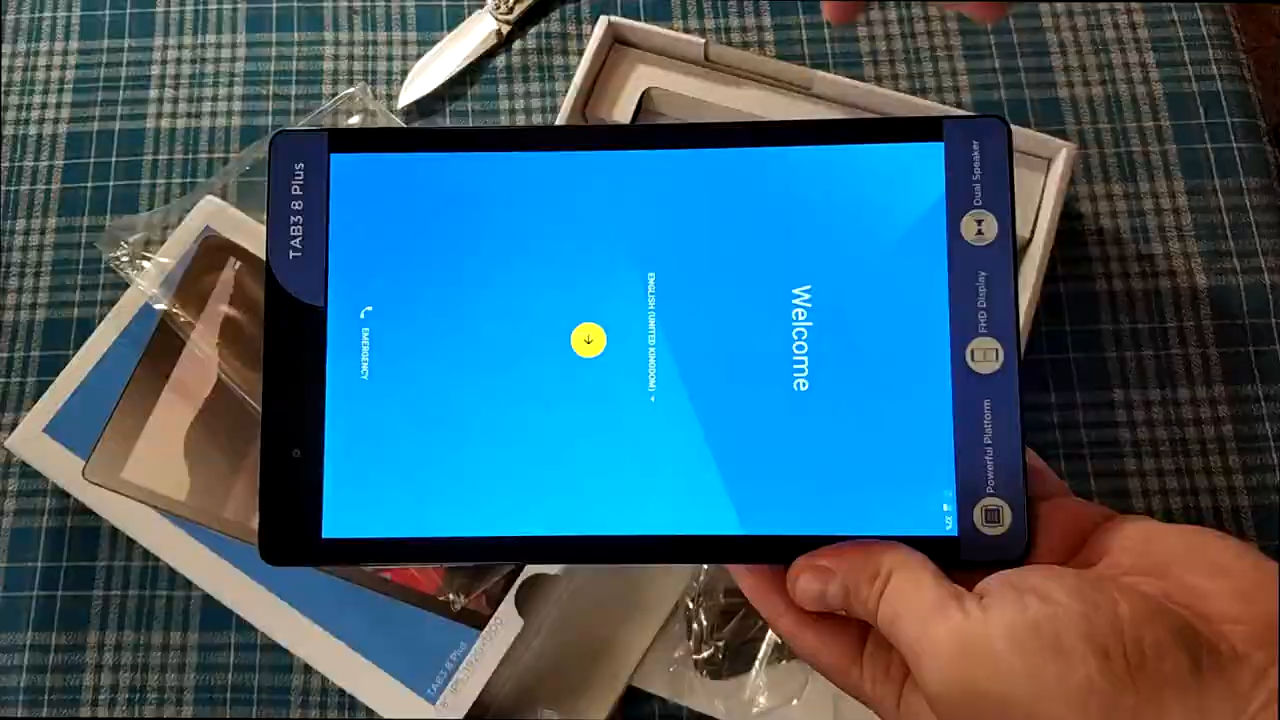 TAB3 8 Plus
Welcome
ENGLISH (UNITED KINGDOM)
EMERGENCY
Dual Speaker
FHD Display
Powerful Platform
TAB3 8 Plus